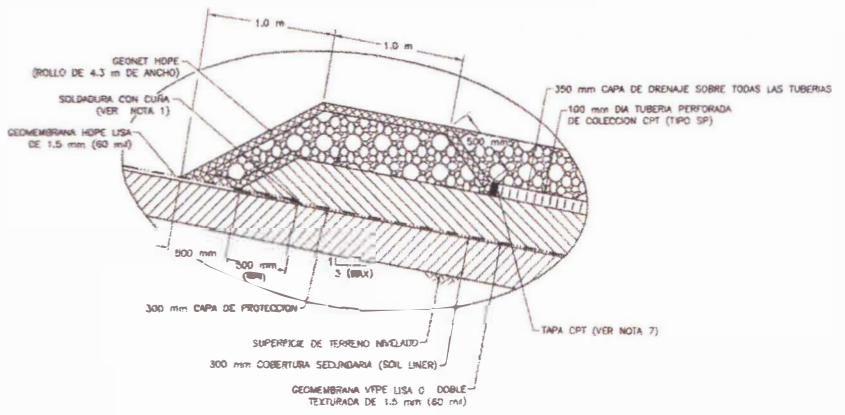 1.0 m
1.0 m
GEONET HDPE
(ROLLO DE 4.3 m DE ANCHO)
SOLDADURA CON CUÑA
(VER NOTA 1)
GEOMEMBRANA HDPE LISA
DE 1.5 mm (60 mil)
350 mm CAPA DE DRENAJE SOBRE TODAS LAS TUBERIAS
100 mm DIA TUBERIA PERFORADA
DE COLECCION CPT (TIPO SP)
500 mm
500 mm
500 mm
1
3 (MAX)
300 mm CAPA DE PROTECCION
TAPA CPT (VER NOTA 7)
SUPERFICIE DE TERRENO NIVELADO
300 mm COBERTURA SECUNDARIA (SOIL LINER)
GEOMEMBRANA VFPE LISA O DOBLE
TEXTURADA DE 1.5 mm (60 mil)